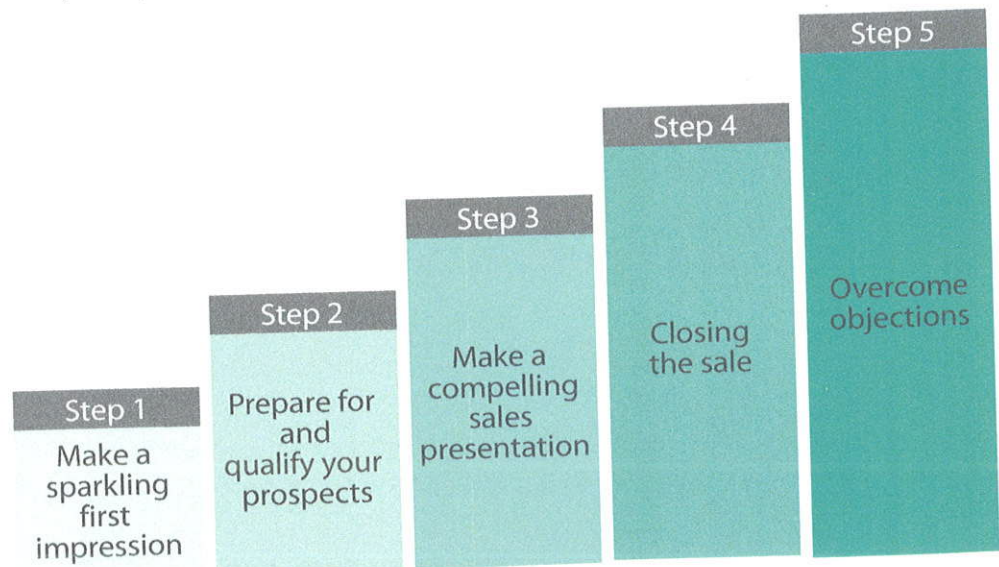 Step 1
Make a
sparkling
first
impression
Step 2
Prepare for
and
qualify your
prospects
Step 3
Make a
compelling
sales
presentation
Step 4
Closing
the sale
Step 5
Overcome
objections